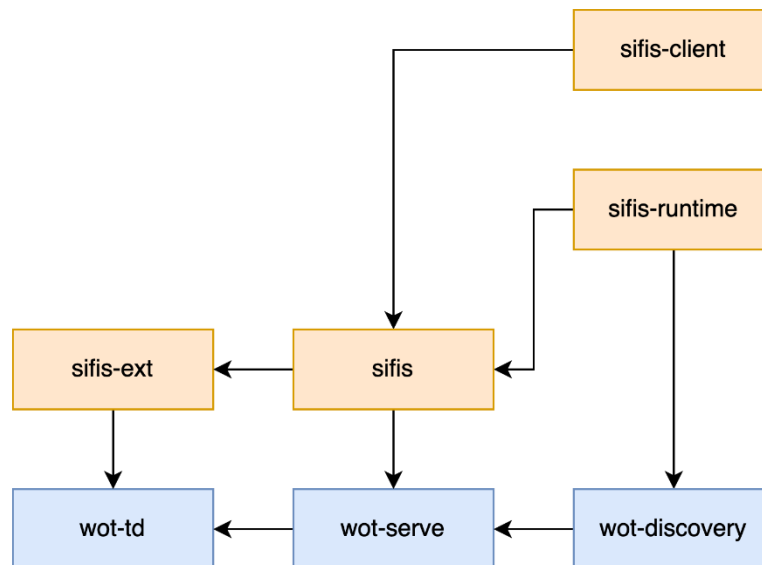 sifis-client
sifis-runtime
sifis-ext
sifis
wot-td
wot-serve
wot-discovery